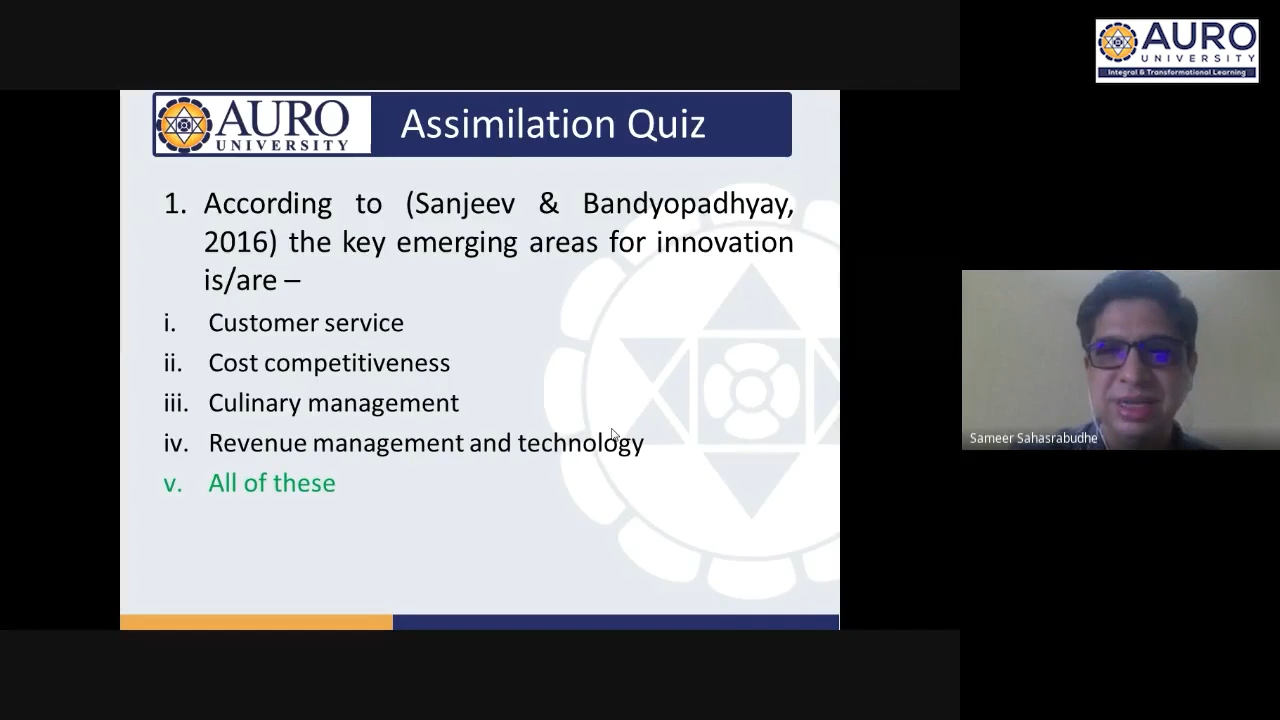 AURO
UNIVERSITY
Integral & Transformational Learning
AURO
UNIVERSITY
Assimilation Quiz
1. According to (Sanjeev & Bandyopadhyay,
2016) the key emerging areas for innovation
is/are –
i. Customer service
ii. Cost competitiveness
iii. Culinary management
iv. Revenue management and technology
v. All of these
Sameer Sahasrabudhe